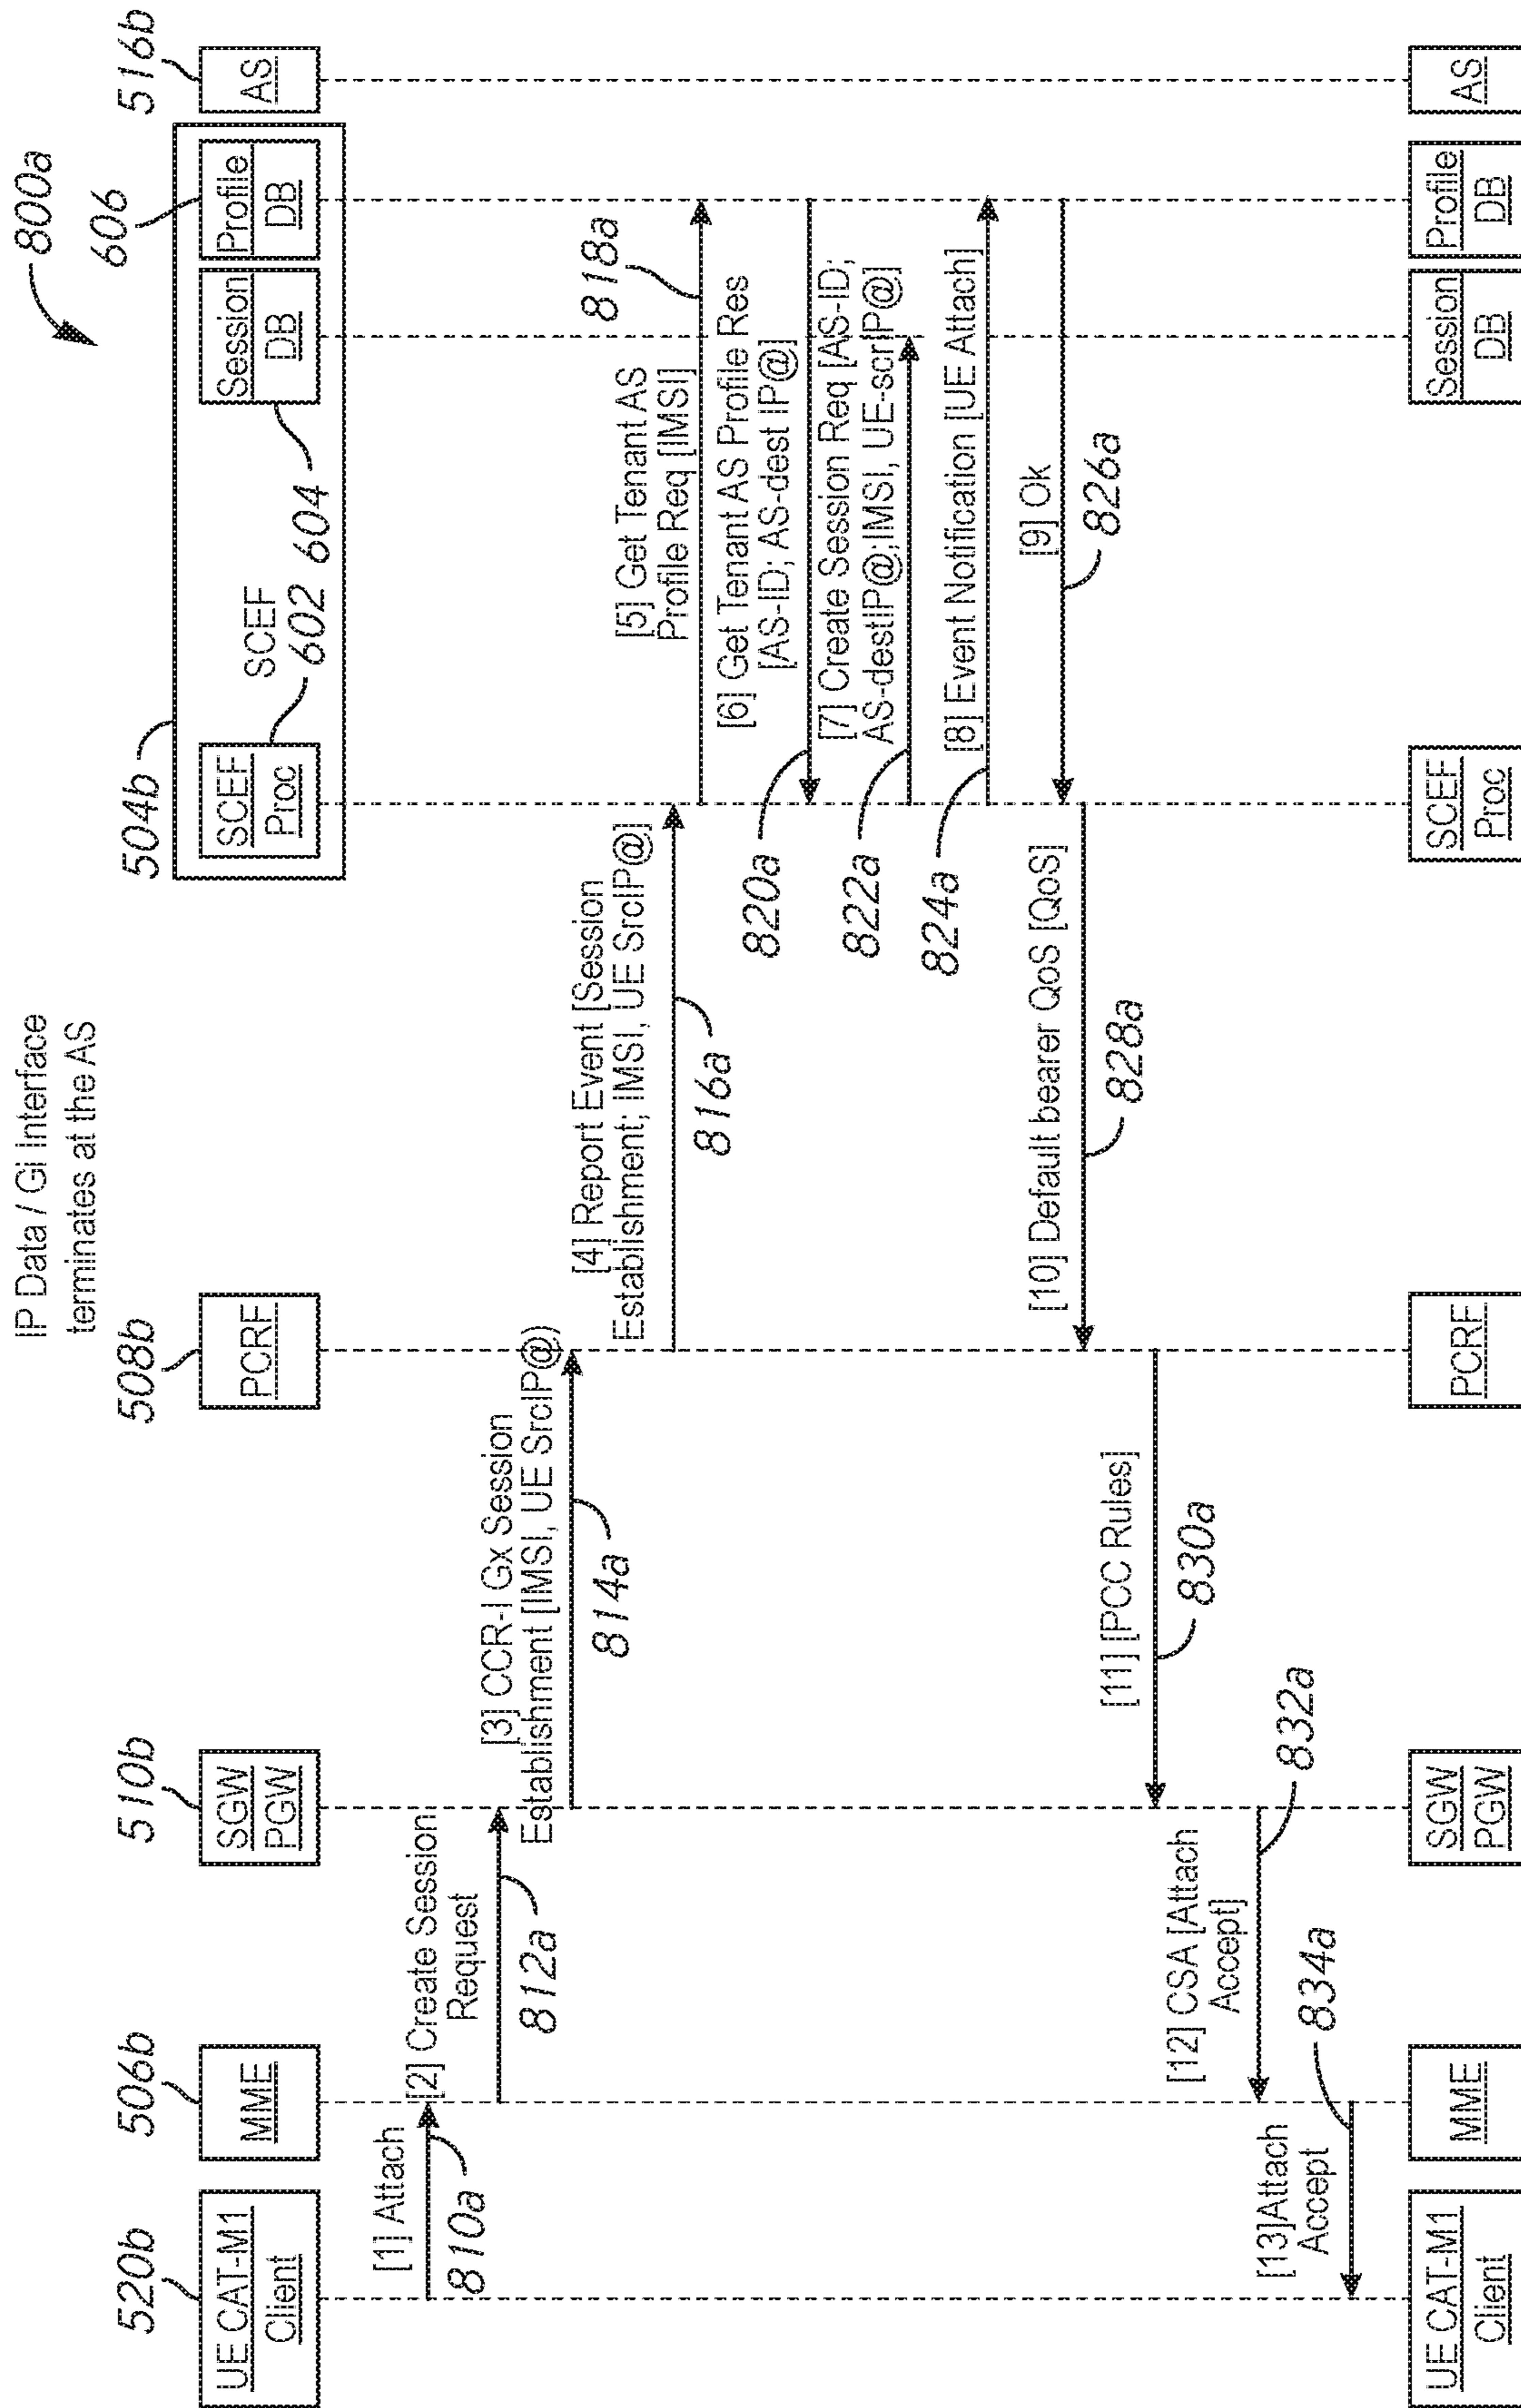 IP Data / Gi Interface
terminates at the AS
800a
520b
506b
510b
508b
504b
606
516b
UE CAT-M1
Client
MME
SGW
PGW
PCRF
SCEF
Proc
SCEF
602
604
Session
DB
Profile
DB
AS
[1] Attach
810a
[2] Create Session
Request
812a
[3] CCR-I Gx Session
Establishment [IMSI, UE SrcIP@)
814a
[4] Report Event [Session
Establishment; IMSI, UE SrcIP@]
816a
[5] Get Tenant AS
Profile Req [IMSI]
818a
[6] Get Tenant AS Profile Res
[AS-ID; AS-dest IP@]
820a
[7] Create Session Req [AS-ID;
AS-destIP@;IMSI, UE-scrIP@]
822a
[8] Event Notification [UE Attach]
824a
[9] Ok
826a
[10] Default bearer QoS [QoS]
828a
[11] [PCC Rules]
830a
[12] CSA [Attach
Accept]
832a
[13]Attach
Accept
834a
UE CAT-M1
Client
MME
SGW
PGW
PCRF
SCEF
Proc
Session
DB
Profile
DB
AS